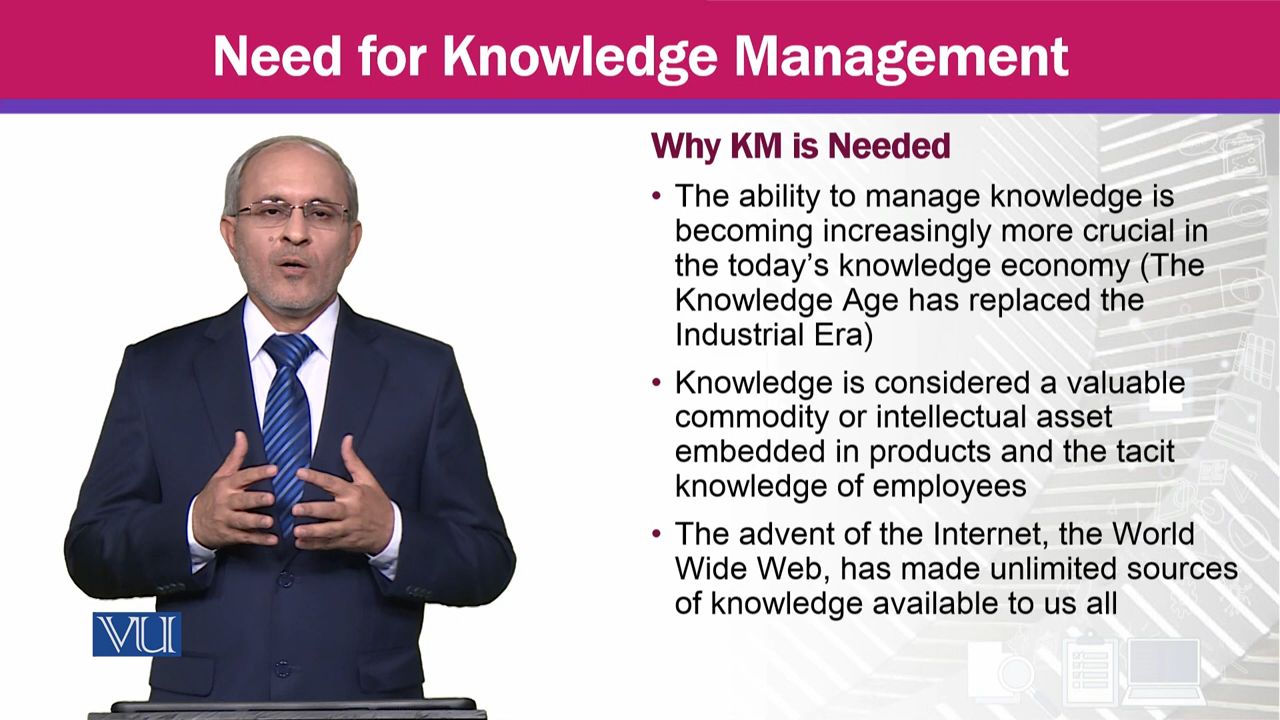 Need for Knowledge Management
Why KM is Needed
• The ability to manage knowledge is
becoming increasingly more crucial in
the today’s knowledge economy (The
Knowledge Age has replaced the
Industrial Era)
• Knowledge is considered a valuable
commodity or intellectual asset
embedded in products and the tacit
knowledge of employees
• The advent of the Internet, the World
Wide Web, has made unlimited sources
of knowledge available to us all
VU